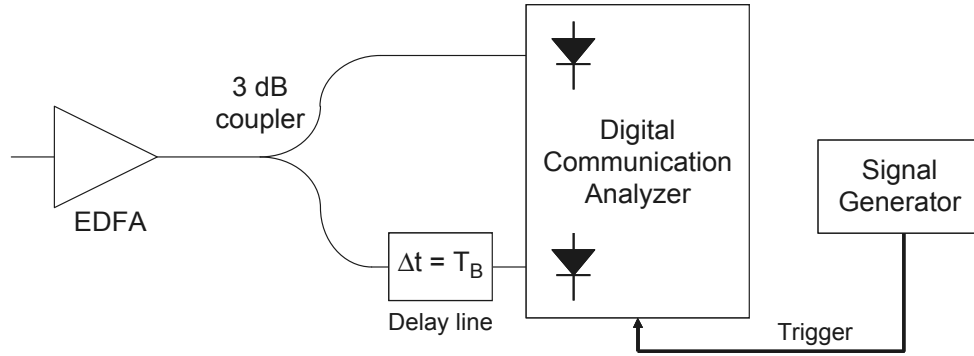 3 dB
coupler
EDFA
Δt = T_B
Delay line
Digital
Communication
Analyzer
Signal
Generator
Trigger